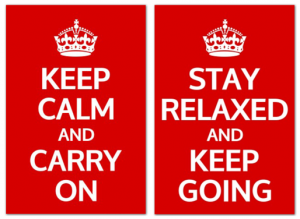 KEEP
CALM
AND
CARRY
ON
STAY
RELAXED
AND
KEEP
GOING